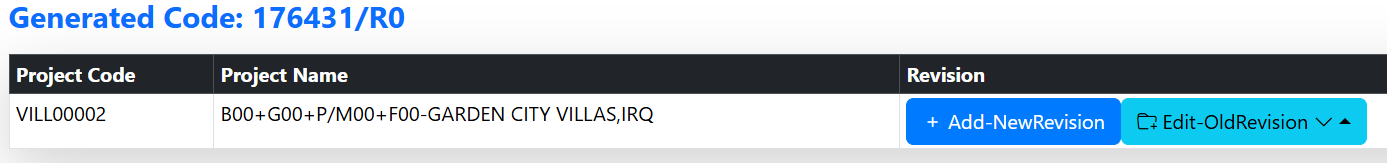 Generated Code: 176431/R0
Project Code Project Name Revision
VILL00002 B00+G00+P/M00+F00-GARDEN CITY VILLAS,IRQ + Add-NewRevision Edit-OldRevision